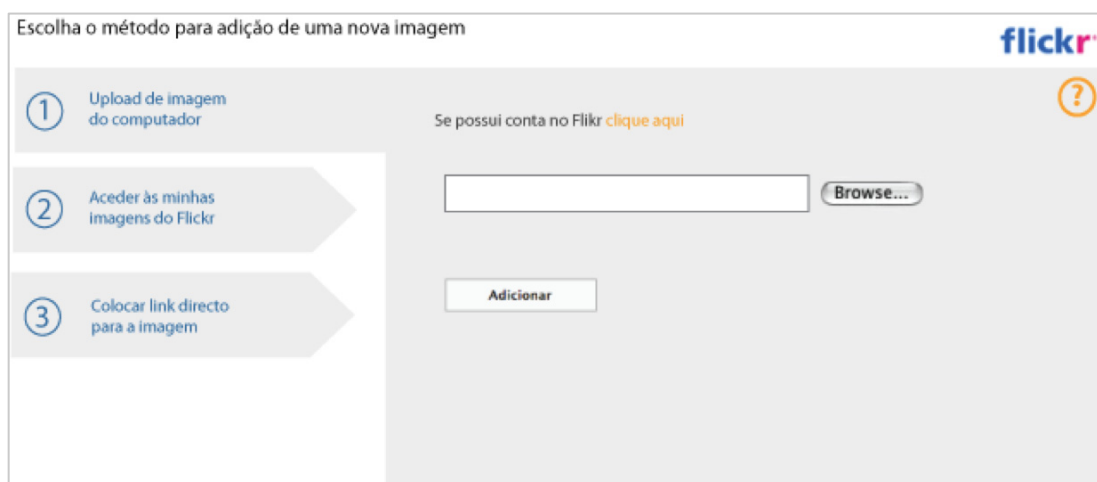 Escolha o método para adição de uma nova imagem
flickr
?
1
Upload de imagem
do computador
Se possui conta no Flikr clique aqui
2
Aceder às minhas
imagens do Flickr
Browse...
Adicionar
3
Colocar link directo
para a imagem